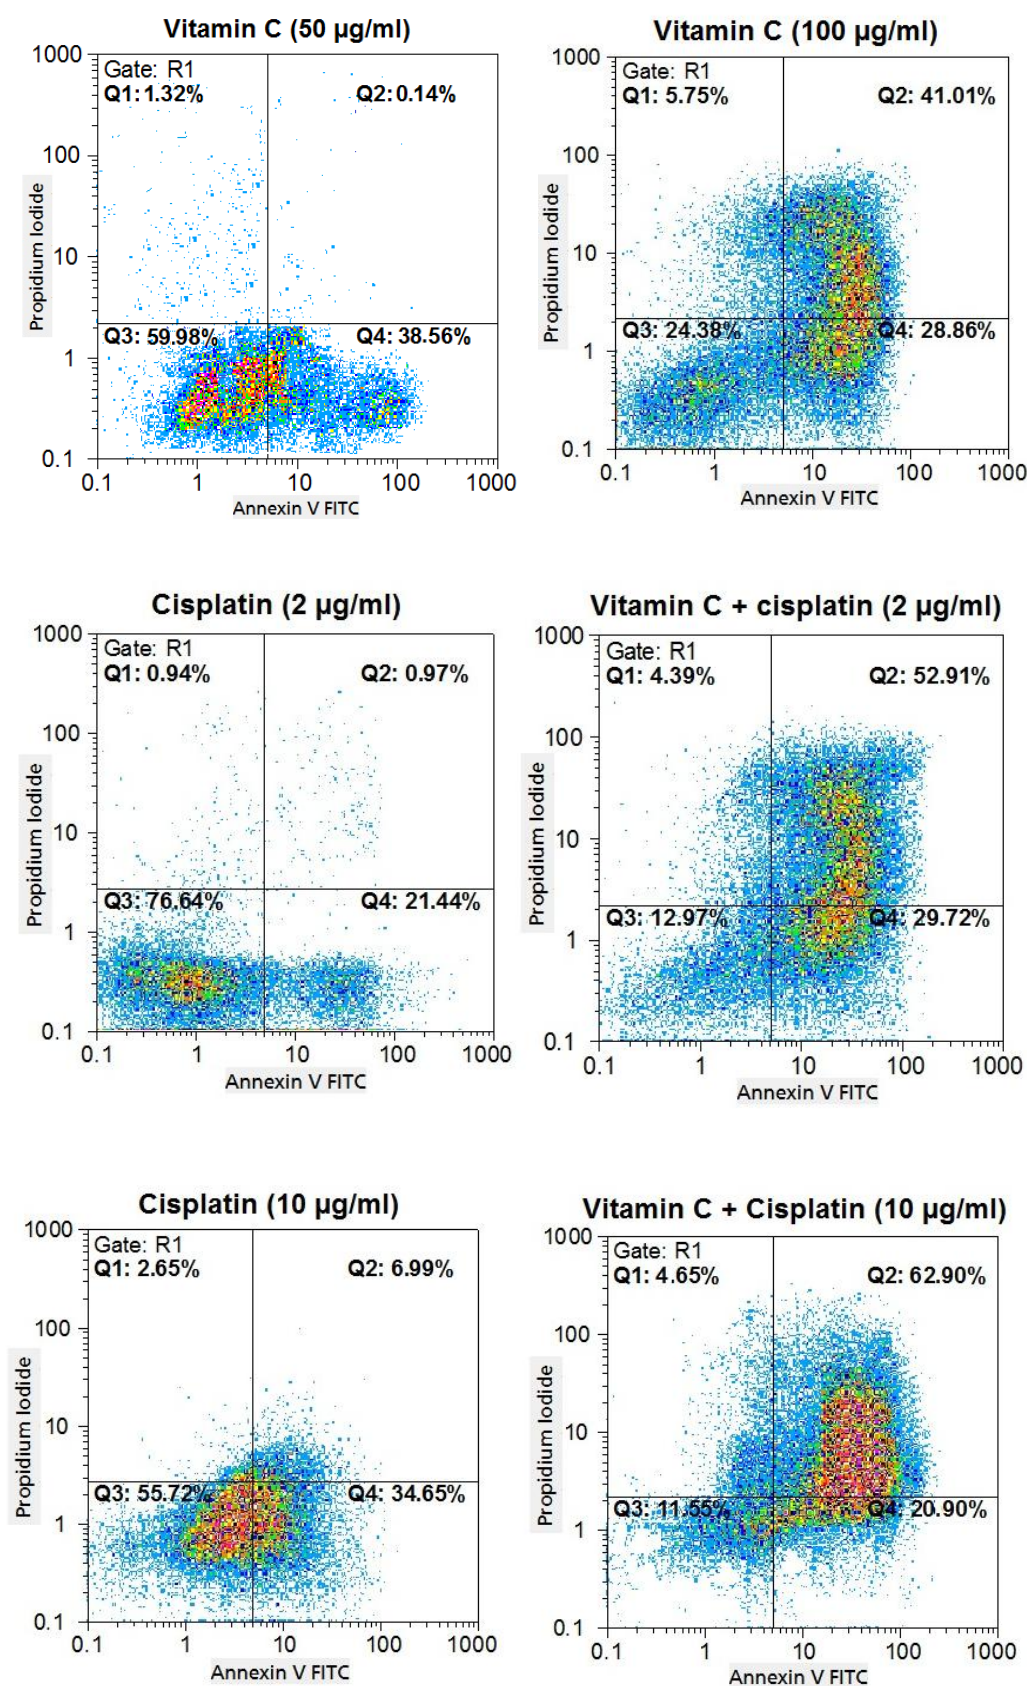 Vitamin C (50 µg/ml)
1000
Gate: R1
Q1: 1.32%
Q2: 0.14%
100
Propidium Iodide
10
Q3: 59.98%
Q4: 38.56%
1
0.1
0.1 1 10 100 1000
Annexin V FITC
Vitamin C (100 µg/ml)
1000
Gate: R1
Q1: 5.75%
Q2: 41.01%
100
Propidium Iodide
10
Q3: 24.38%
Q4: 28.86%
1
0.1
0.1 1 10 100 1000
Annexin V FITC
Cisplatin (2 µg/ml)
1000
Gate: R1
Q1: 0.94%
Q2: 0.97%
100
Propidium Iodide
10
Q3: 76.64%
Q4: 21.44%
1
0.1
0.1 1 10 100 1000
Annexin V FITC
Vitamin C + cisplatin (2 µg/ml)
1000
Gate: R1
Q1: 4.39%
Q2: 52.91%
100
Propidium Iodide
10
Q3: 12.97%
Q4: 29.72%
1
0.1
0.1 1 10 100 1000
Annexin V FITC
Cisplatin (10 µg/ml)
1000
Gate: R1
Q1: 2.65%
Q2: 6.99%
100
Propidium Iodide
10
Q3: 55.72%
Q4: 34.65%
1
0.1
0.1 1 10 100 1000
Annexin V FITC
Vitamin C + Cisplatin (10 µg/ml)
1000
Gate: R1
Q1: 4.65%
Q2: 62.90%
100
Propidium Iodide
10
Q3: 11.55%
Q4: 20.90%
1
0.1
0.1 1 10 100 1000
Annexin V FITC